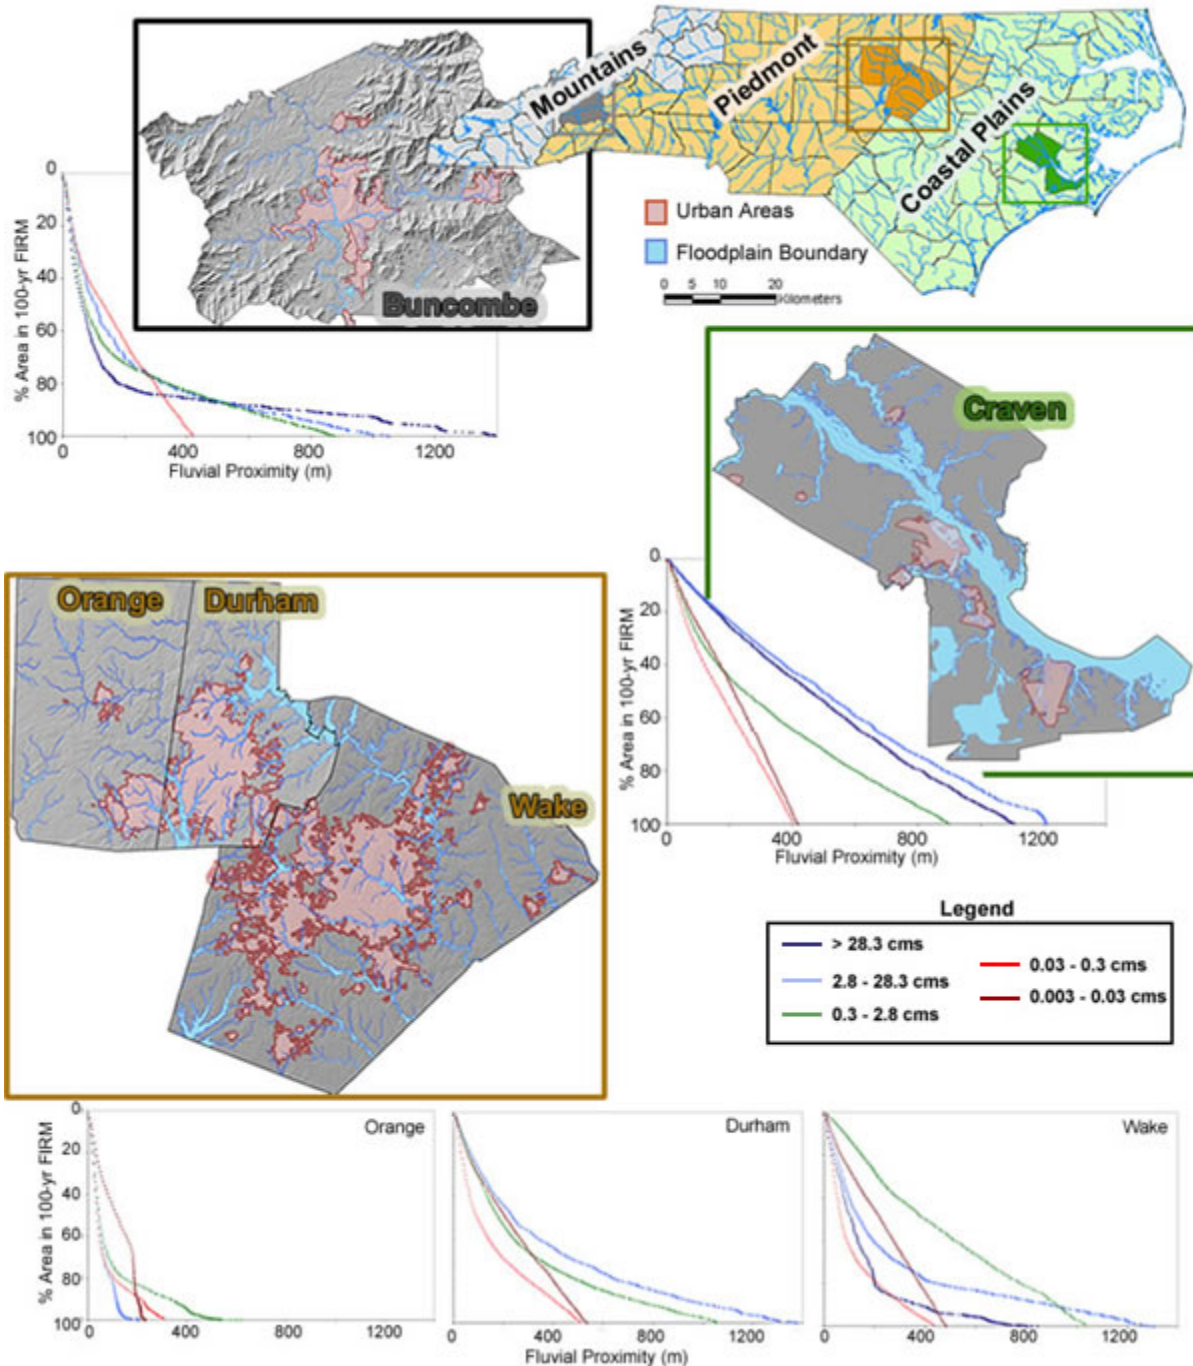 Mountains
Piedmont
Coastal Plains
Urban Areas
Floodplain Boundary
0 5 10 20
Kilometers
Buncombe
% Area in 100-yr FIRM
0
20
40
60
80
100
0 400 800 1200
Fluvial Proximity (m)
Craven
% Area in 100-yr FIRM
0
20
40
60
80
100
0 400 800 1200
Fluvial Proximity (m)
Orange
Durham
Wake
Legend
> 28.3 cms
2.8 - 28.3 cms
0.3 - 2.8 cms
0.03 - 0.3 cms
0.003 - 0.03 cms
% Area in 100-yr FIRM
0
20
40
60
80
100
Orange
0 400 800 1200
Durham
0 400 800 1200
Wake
0 400 800 1200
Fluvial Proximity (m)